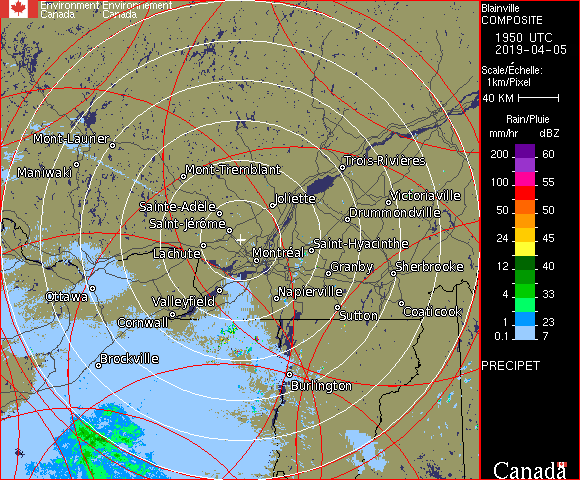 Environment Environnement
Canada Canada
Blainville
COMPOSITE
1950 UTC
2019-04-05
Scale/Échelle:
1km/Pixel
40 KM
Rain/Pluie
mm/hr dBZ
200 60
100 55
50 50
24 45
12 40
4 33
1 23
0.1 7
PRECIPET
Canada
Mont-Laurier
Maniwaki
Mont-Tremblant
Trois-Rivières
Joliette
Victoriaville
Sainte-Adèle
Drummondville
Saint-Jérôme
Saint-Hyacinthe
Lachute
Montréal
Granby
Sherbrooke
Ottawa
Valleyfield
Napierville
Coaticook
Cornwall
Sutton
Brockville
Burlington